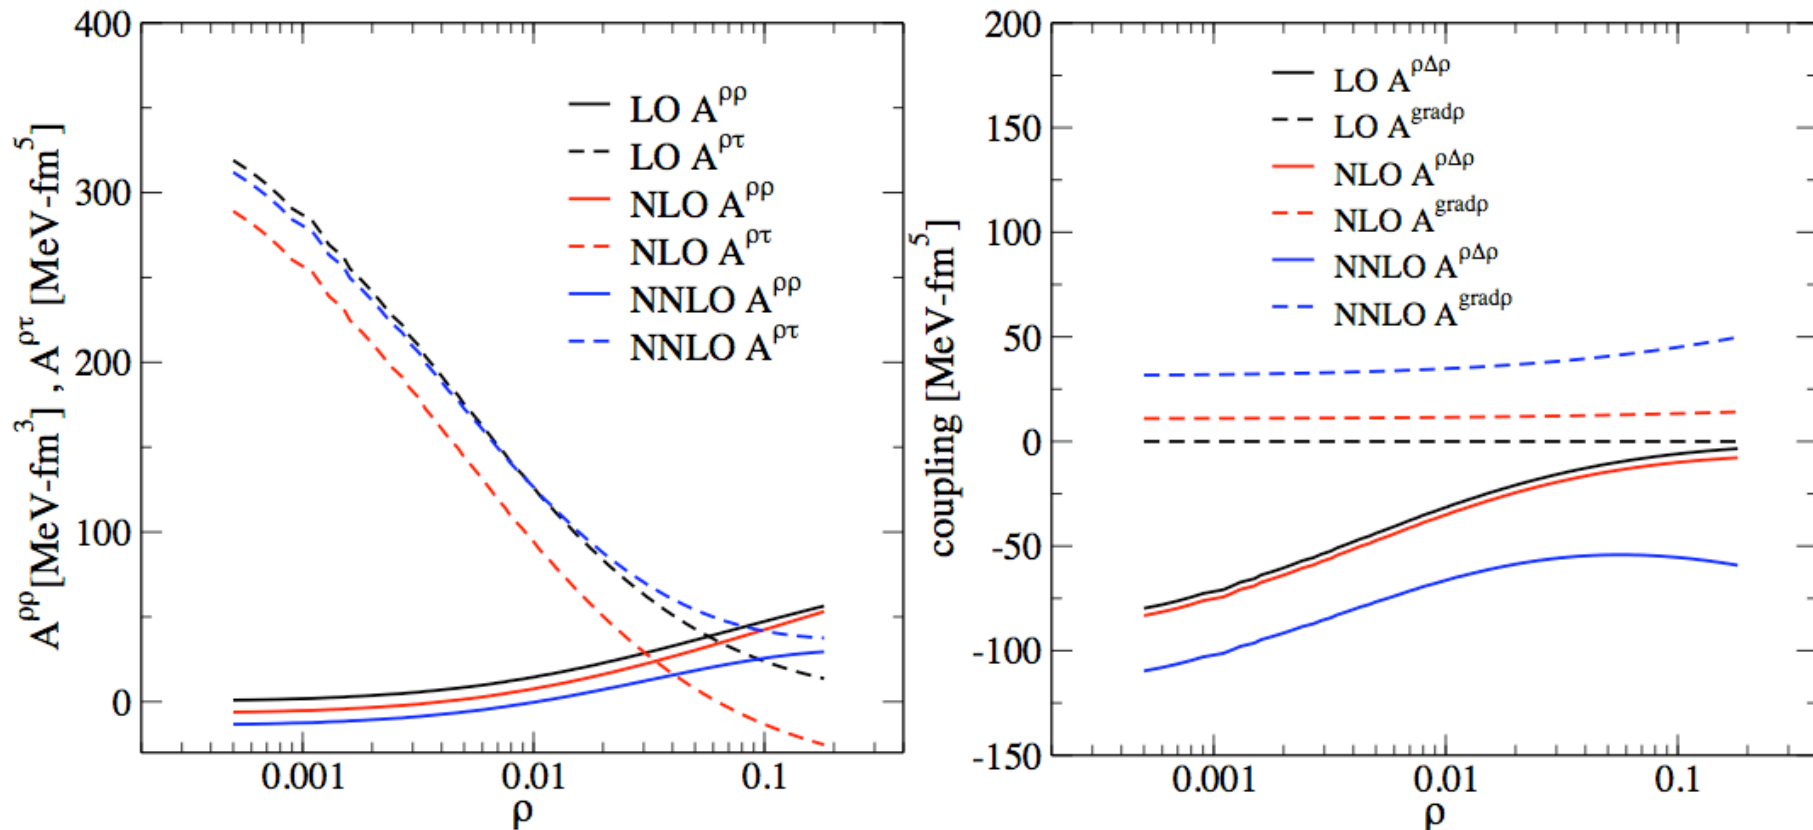 400
300
200
100
0
A^ρρ[MeV-fm^3] , A^ρτ [MeV-fm^5]
LO A^ρρ
LO A^ρτ
NLO A^ρρ
NLO A^ρτ
NNLO A^ρρ
NNLO A^ρτ
0.001 0.01 0.1
ρ
200
150
100
50
0
-50
-100
-150
coupling [MeV-fm^5]
LO A^ρΔρ
LO A^gradρ
NLO A^ρΔρ
NLO A^gradρ
NNLO A^ρΔρ
NNLO A^gradρ
0.001 0.01 0.1
ρ